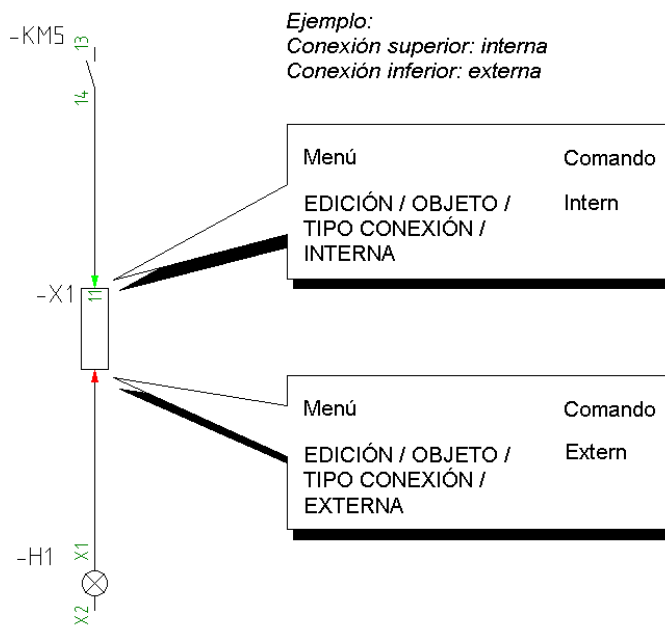 Ejemplo:
Conexión superior: interna
Conexión inferior: externa
-KM5
13
14
Menú Comando
EDICIÓN / OBJETO / Intern
TIPO CONEXIÓN /
INTERNA
-X1
11
Menú Comando
EDICIÓN / OBJETO / Extern
TIPO CONEXIÓN /
EXTERNA
-H1
X1
X2